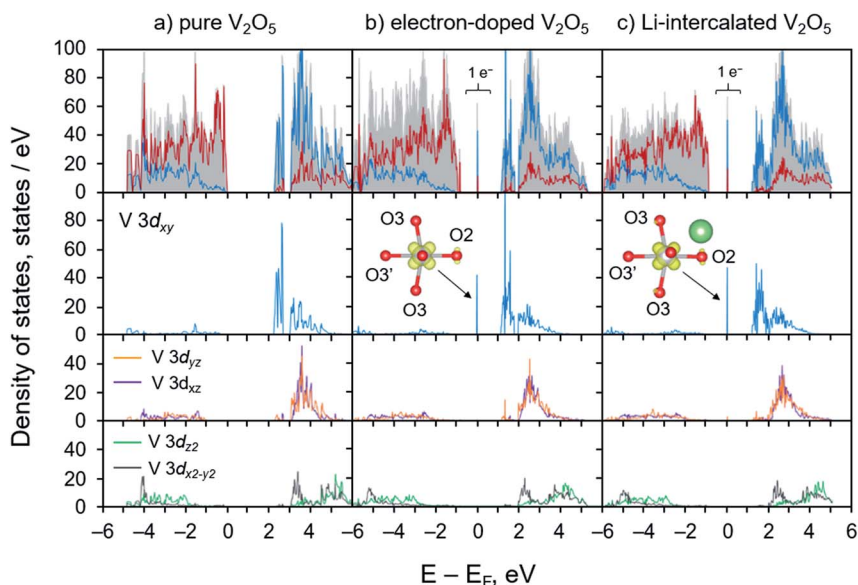 a) pure V₂O₅ b) electron-doped V₂O₅ c) Li-intercalated V₂O₅
Density of states, states / eV
100
80
60
40
20
0
1 e⁻
1 e⁻
V 3dxy
80
60
40
20
0
O3
O2
O3'
O3
O3
O2
O3'
O3
V 3dyz
V 3dxz
40
20
0
V 3dz2
V 3dx2-y2
40
20
0
−6 −4 −2 0 2 4 −6 −4 −2 0 2 4 −6 −4 −2 0 2 4 6
E − EF, eV